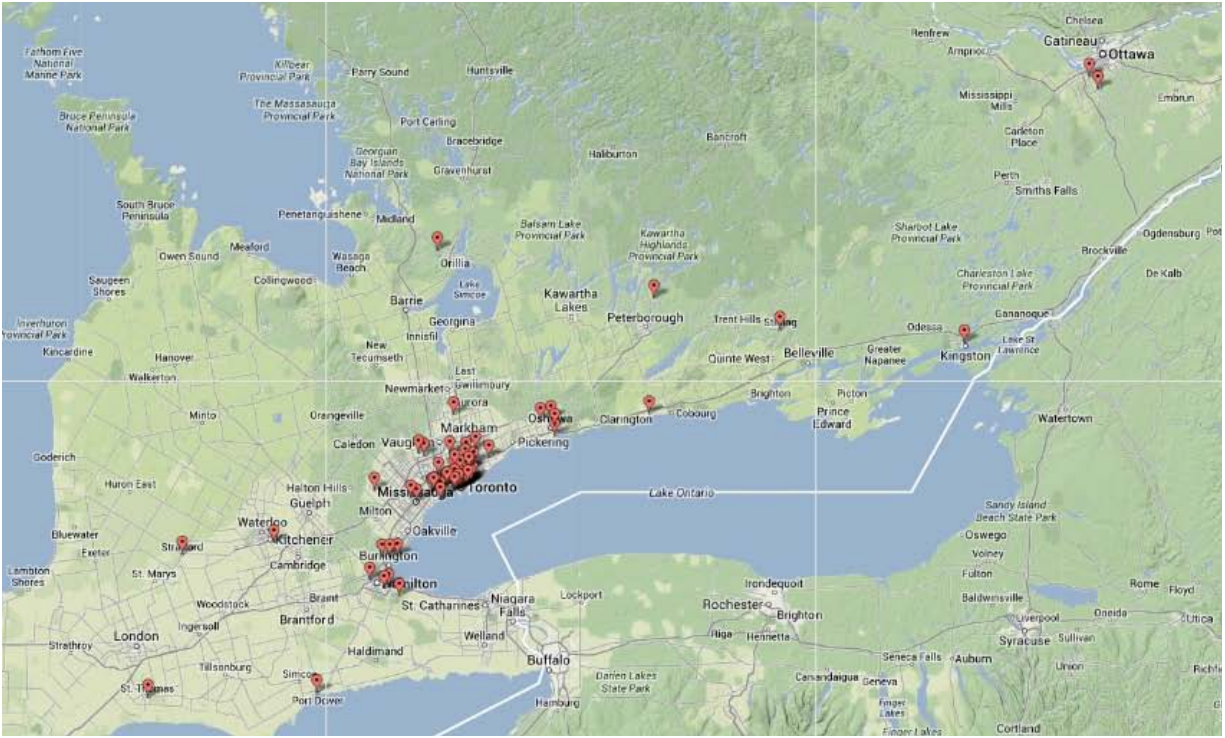 Chelsea
Renfrew
Gatineau
Arnprior
Ottawa
Fathom Five
National
Marine Park
Killbear
Provincial Park
Parry Sound
Huntsville
Mississippi
Mills
Embrun
The Massasauga
Provincial Park
Bruce Peninsula
National Park
Port Carling
Bracebridge
Bancroft
Carleton
Place
Georgian
Bay Islands
National Park
Haliburton
Gravenhurst
Perth
Smiths Falls
South Bruce
Peninsula
Penetanguishene
Midland
Balsam Lake
Provincial Park
Kawartha
Highlands
Provincial Park
Sharbot Lake
Provincial Park
Ogdensburg
Brockville
Meaford
Owen Sound
Wasaga
Beach
Orillia
Saugeen
Shores
Collingwood
Lake
Simcoe
Charleston Lake
Provincial Park
De Kalb
Barrie
Kawartha
Lakes
Peterborough
Trent Hills
Gananoque
Inverhuron
Provincial Park
Georgina
Innisfil
Odessa
Kincardine
New
Tecumseth
Hanover
Quinte West
Belleville
Greater
Napanee
Kingston
Lake St
Lawrence
Walkerton
East
Gwillimbury
Newmarket
Brighton
Picton
Minto
Orangeville
Clarington
Cobourg
Prince
Edward
Watertown
Markham
Caledon
Pickering
Goderich
Huron East
Halton Hills
Guelph
Toronto
Lake Ontario
Milton
Sandy Island
Beach State Park
Waterloo
Kitchener
Oakville
Bluewater
Exeter
Oswego
Burlington
Volney
Cambridge
Lambton
Shores
St. Marys
Fulton
Irondequoit
Rome
Floyd
Woodstock
Brant
St. Catharines
Niagara
Falls
Lockport
Baldwinsville
Rochester
Brighton
Oneida
Utica
Brantford
Liverpool
Ingersoll
London
Strathroy
Welland
Riga
Henrietta
Syracuse
Sullivan
Haldimand
Buffalo
Seneca Falls
Auburn
Union
Tillsonburg
Darien Lakes
State Park
Canandaigua
Geneva
Port Dover
Hamburg
Finger
Lakes
Finger Lakes
Cortland